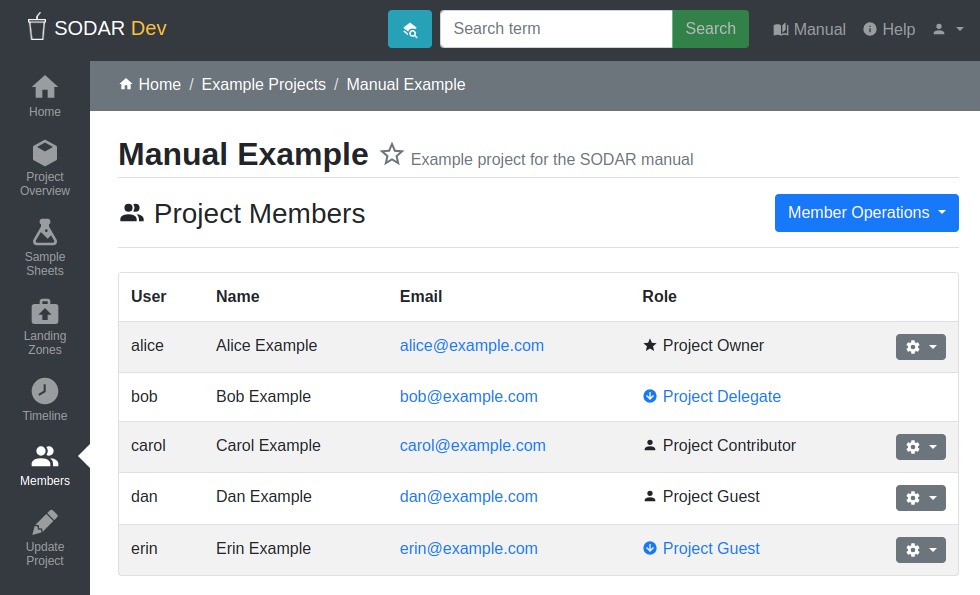 SODAR Dev
Search term
Search
Manual
Help
Home / Example Projects / Manual Example
Home
Project
Overview
Sample
Sheets
Landing
Zones
Timeline
Members
Update
Project
Manual Example Example project for the SODAR manual
Project Members
Member Operations
User Name Email Role
alice Alice Example alice@example.com Project Owner
bob Bob Example bob@example.com Project Delegate
carol Carol Example carol@example.com Project Contributor
dan Dan Example dan@example.com Project Guest
erin Erin Example erin@example.com Project Guest